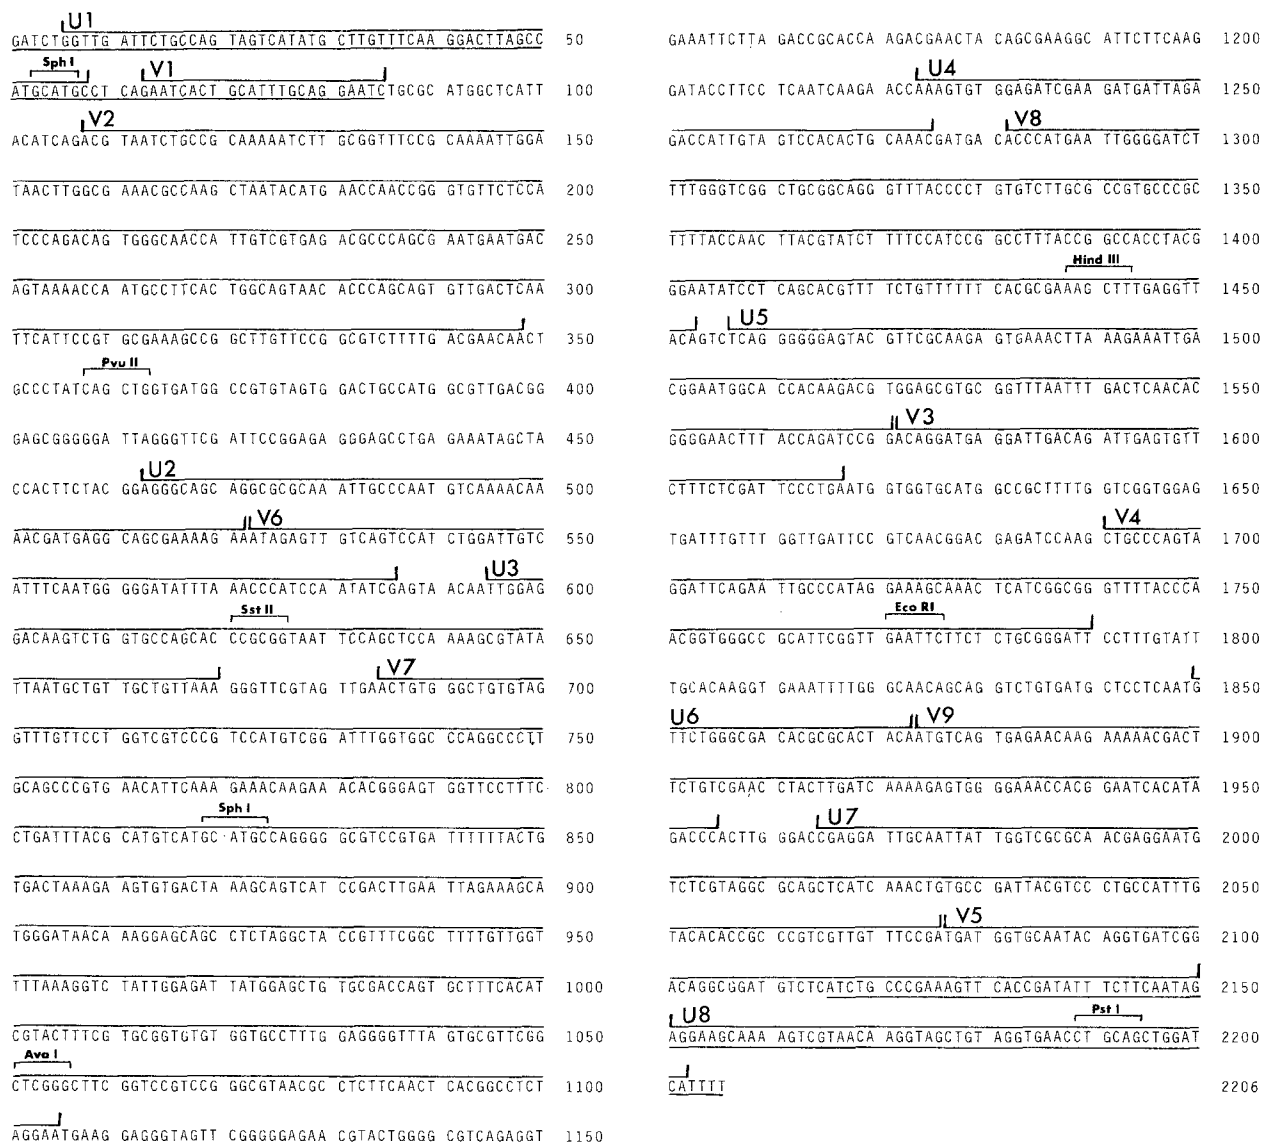 U1
GATCTGGTTG ATTCTGCCAG TAGTCATATG CTTGTTTCAA GGACTTAGCC 50
Sph I V1
ATGCATGCCT CAGAATCACT GCATTTGCAG GAATCTGCGC ATGGCTCATT 100
V2
ACATCAGACG TAATCTGCCG CAAAAATCTT GCGGTTTCCG CAAAATTGGA 150
TAACTTGGCG AAACGCCAAG CTAATACATG AACCAACCGG GTGTTCTCCA 200
TCCCAGACAG TGGGCAACCA TTGTCGTGAG ACGCCCAGCG AATGAATGAC 250
AGTAAAACCA ATGCCTTCAC TGGCAGTAAC ACCCAGCAGT GTTGACTCAA 300
TTCATTCCGT GCGAAAGCCG GCTTGTTCCG GCGTCTTTTG ACGAACAACT 350
Pvu II
GCCCTATCAG CTGGTGATGG CCGTGTAGTG GACTGCCATG GCGTTGACGG 400
GAGCGGGGGA TTAGGGTTCG ATTCCGGAGA GGGAGCCTGA GAAATAGCTA 450
U2
CCACTTCTAC GGAGGGCAGC AGGCGCGCAA ATTGCCCAAT GTCAAAACAA 500
V6
AACGATGAGG CAGCGAAAAG AAATAGAGTT GTCAGTCCAT CTGGATTGTC 550
U3
ATTTCAATGG GGGATATTTA AACCCATCCA ATATCGAGTA ACAATTGGAG 600
Sst II
GACAAGTCTG GTGCCAGCAC CCGCGGTAAT TCCAGCTCCA AAAGCGTATA 650
V7
TTAATGCTGT TGCTGTTAAA GGGTTCGTAG TTGAACTGTG GGCTGTGTAG 700
GTTTGTTCCT GGTCGTCCCG TCCATGTCGG ATTTGGTGGC CCAGGCCCTT 750
GCAGCCCGTG AACATTCAAA GAAACAAGAA ACACGGGAGT GGTTCCTTTC 800
Sph I
CTGATTTACG CATGTCATGC ATGCCAGGGG GCGTCCGTGA TTTTTTACTG 850
TGACTAAAGA AGTGTGACTA AAGCAGTCAT CCGACTTGAA TTAGAAAGCA 900
TGGGATAACA AAGGAGCAGC CTCTAGGCTA CCGTTTCGGC TTTTGTTGGT 950
TTTAAAGGTC TATTGGAGAT TATGGAGCTG TGCGACCAGT GCTTTCACAT 1000
CGTACTTTCG TGCGGTGTGT GGTGCCTTTG GAGGGGTTTA GTGCGTTCGG 1050
Ava I
CTCGGGCTTC GGTCCGTCCG GGCGTAACGC CTCTTCAACT CACGGCCTCT 1100
AGGAATGAAG GAGGGTAGTT CGGGGGAGAA CGTACTGGGG CGTCAGAGGT 1150
GAAATTCTTA GACCGCACCA AGACGAACTA CAGCGAAGGC ATTCTTCAAG 1200
U4
GATACCTTCC TCAATCAAGA ACCAAAGTGT GGAGATCGAA GATGATTAGA 1250
V8
GACCATTGTA GTCCACACTG CAAACGATGA CACCCATGAA TTGGGGATCT 1300
TTTGGGTCGG CTGCGGCAGG GTTTACCCCT GTGTCTTGCG CCGTGCCCGC 1350
TTTTACCAAC TTACGTATCT TTTCCATCCG GCCTTTACCG GCCACCTACG 1400
Hind III
GGAATATCCT CAGCACGTTT TCTGTTTTTT CACGCGAAAG CTTTGAGGTT 1450
U5
ACAGTCTCAG GGGGGAGTAC GTTCGCAAGA GTGAAACTTA AAGAAATTGA 1500
CGGAATGGCA CCACAAGACG TGGAGCGTGC GGTTTAATTT GACTCAACAC 1550
V3
GGGGAACTTT ACCAGATCCG GACAGGATGA GGATTGACAG ATTGAGTGTT 1600
CTTTCTCGAT TCCCTGAATG GTGGTGCATG GCCGCTTTTG GTCGGTGGAG 1650
V4
TGATTTGTTT GGTTGATTCC GTCAACGGAC GAGATCCAAG CTGCCCAGTA 1700
GGATTCAGAA TTGCCCATAG GAAAGCAAAC TCATCGGCGG GTTTTACCCA 1750
Eco RI
ACGGTGGGCC GCATTCGGTT GAATTCTTCT CTGCGGGATT CCTTTGTATT 1800
TGCACAAGGT GAAATTTTGG GCAACAGCAG GTCTGTGATG CTCCTCAATG 1850
U6 V9
TTCTGGGCGA CACGCGCACT ACAATGTCAG TGAGAACAAG AAAAACGACT 1900
TCTGTCGAAC CTACTTGATC AAAAGAGTGG GGAAACCACG GAATCACATA 1950
U7
GACCCACTTG GGACCGAGGA TTGCAATTAT TGGTCGCGCA ACGAGGAATG 2000
TCTCGTAGGC GCAGCTCATC AAACTGTGCC GATTACGTCC CTGCCATTTG 2050
V5
TACACACCGC CCGTCGTTGT TTCCGATGAT GGTGCAATAC AGGTGATCGG 2100
ACAGGCGGAT GTCTCATCTG CCCGAAAGTT CACCGATATT TCTTCAATAG 2150
U8 Pst I
AGGAAGCAAA AGTCGTAACA AGGTAGCTGT AGGTGAACCT GCAGCTGGAT 2200
CATTTT 2206